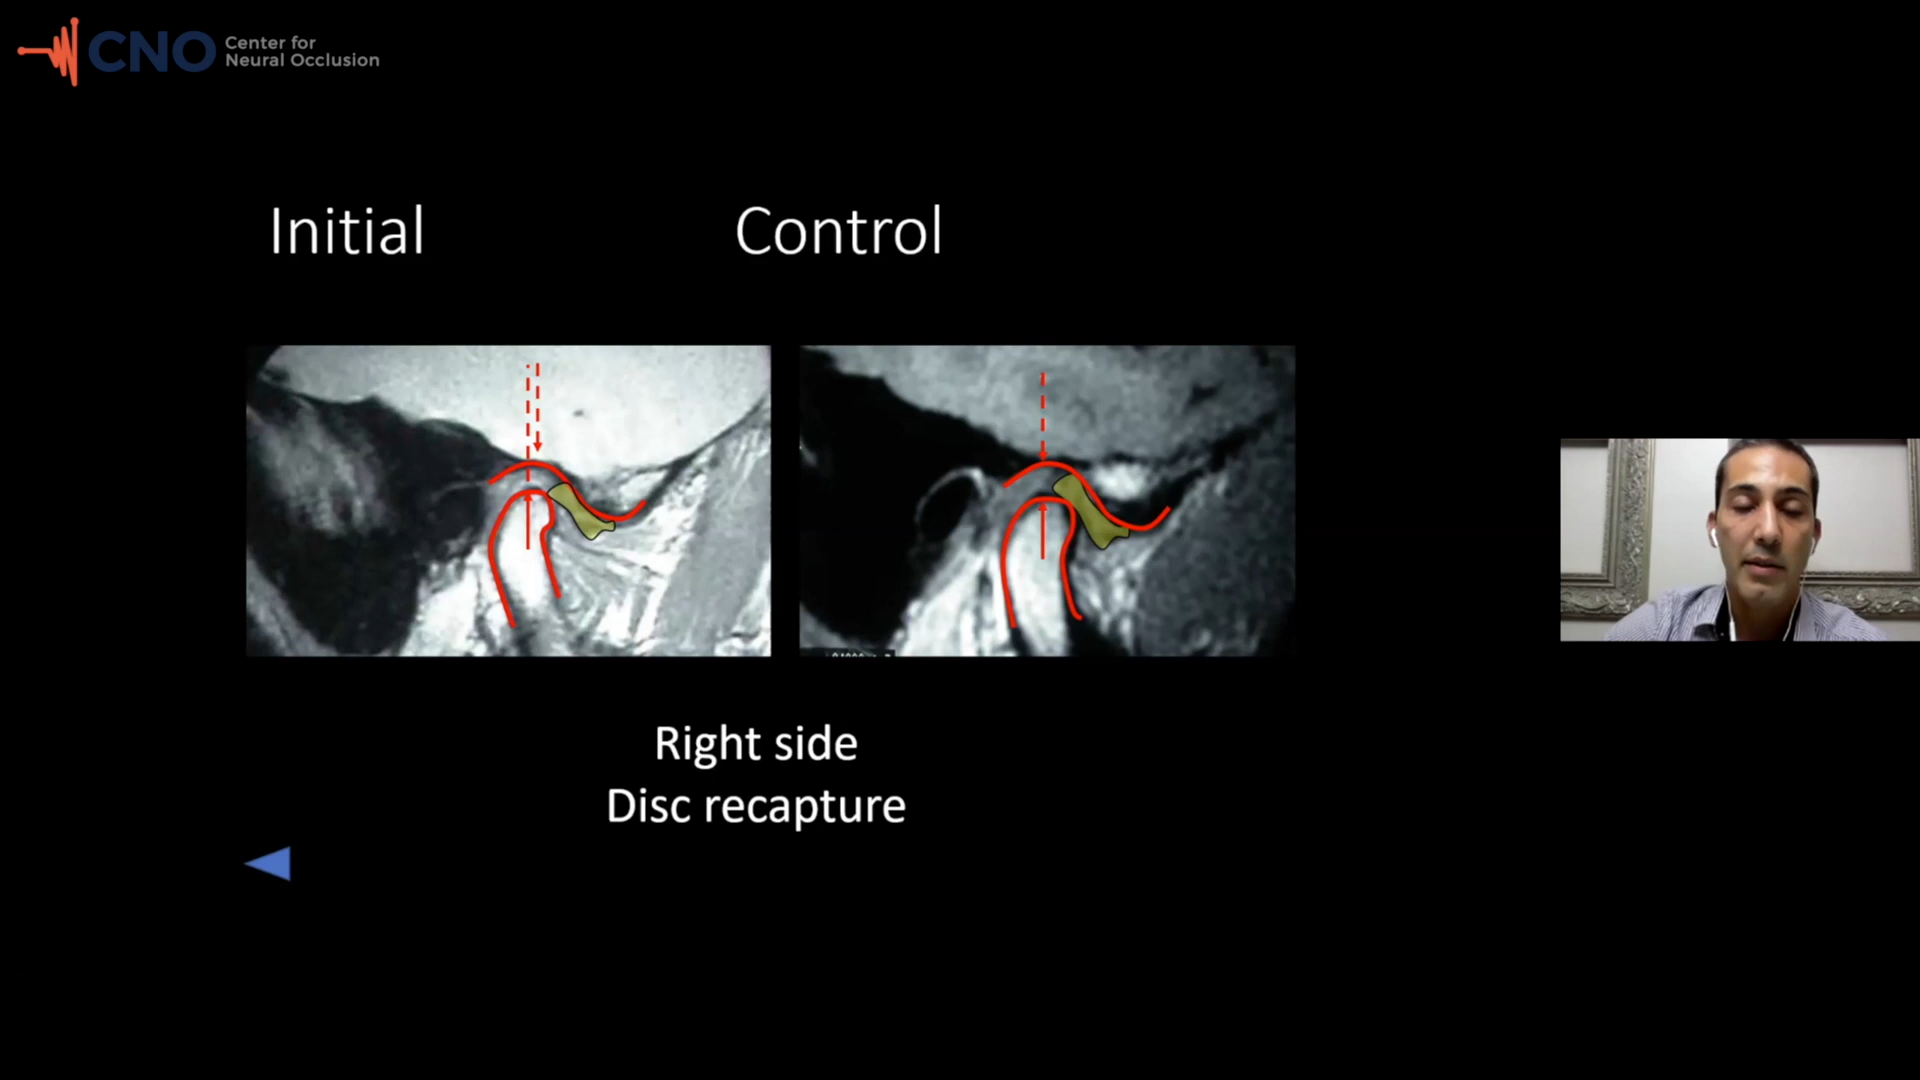 CNO
Center for
Neural Occlusion
Initial
Control
Right side
Disc recapture